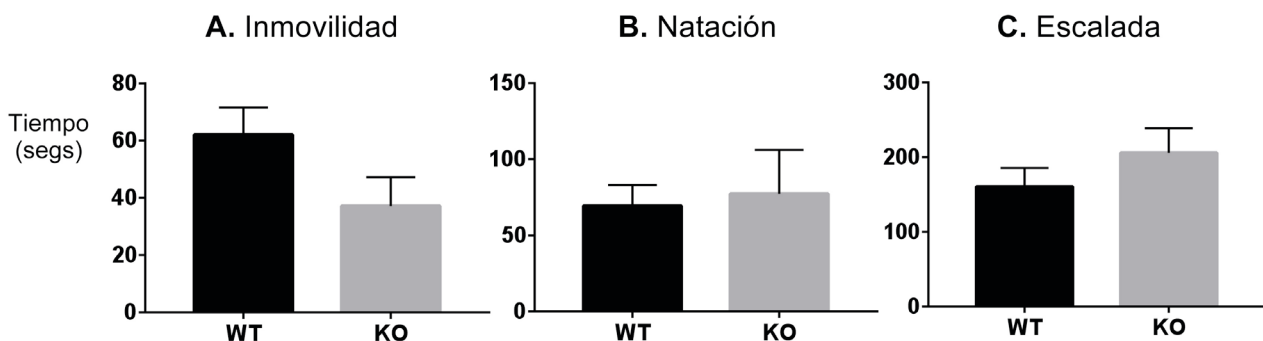 A. Inmovilidad
B. Natación
C. Escalada
Tiempo
(segs)
80
60
40
20
0
WT
KO
150
100
50
0
WT
KO
300
200
100
0
WT
KO